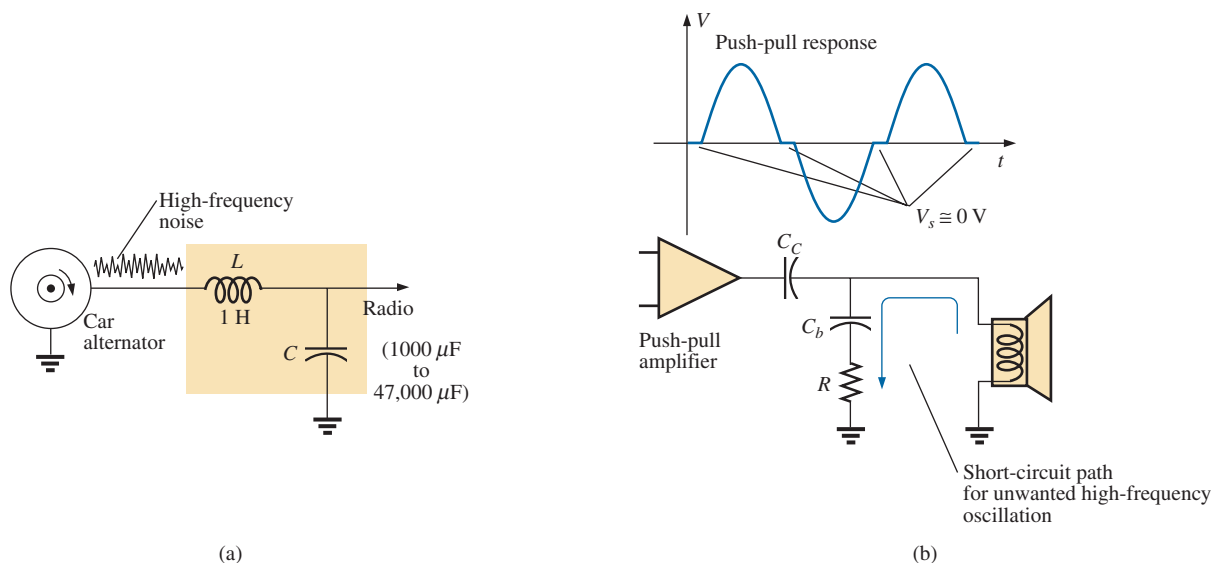 High-frequency
noise
L
1 H
Radio
Car
alternator
C
(1000 μF
to
47,000 μF)
(a)
V
Push-pull response
t
Vₛ ≅ 0 V
C_C
Push-pull
amplifier
C_b
R
Short-circuit path
for unwanted high-frequency
oscillation
(b)